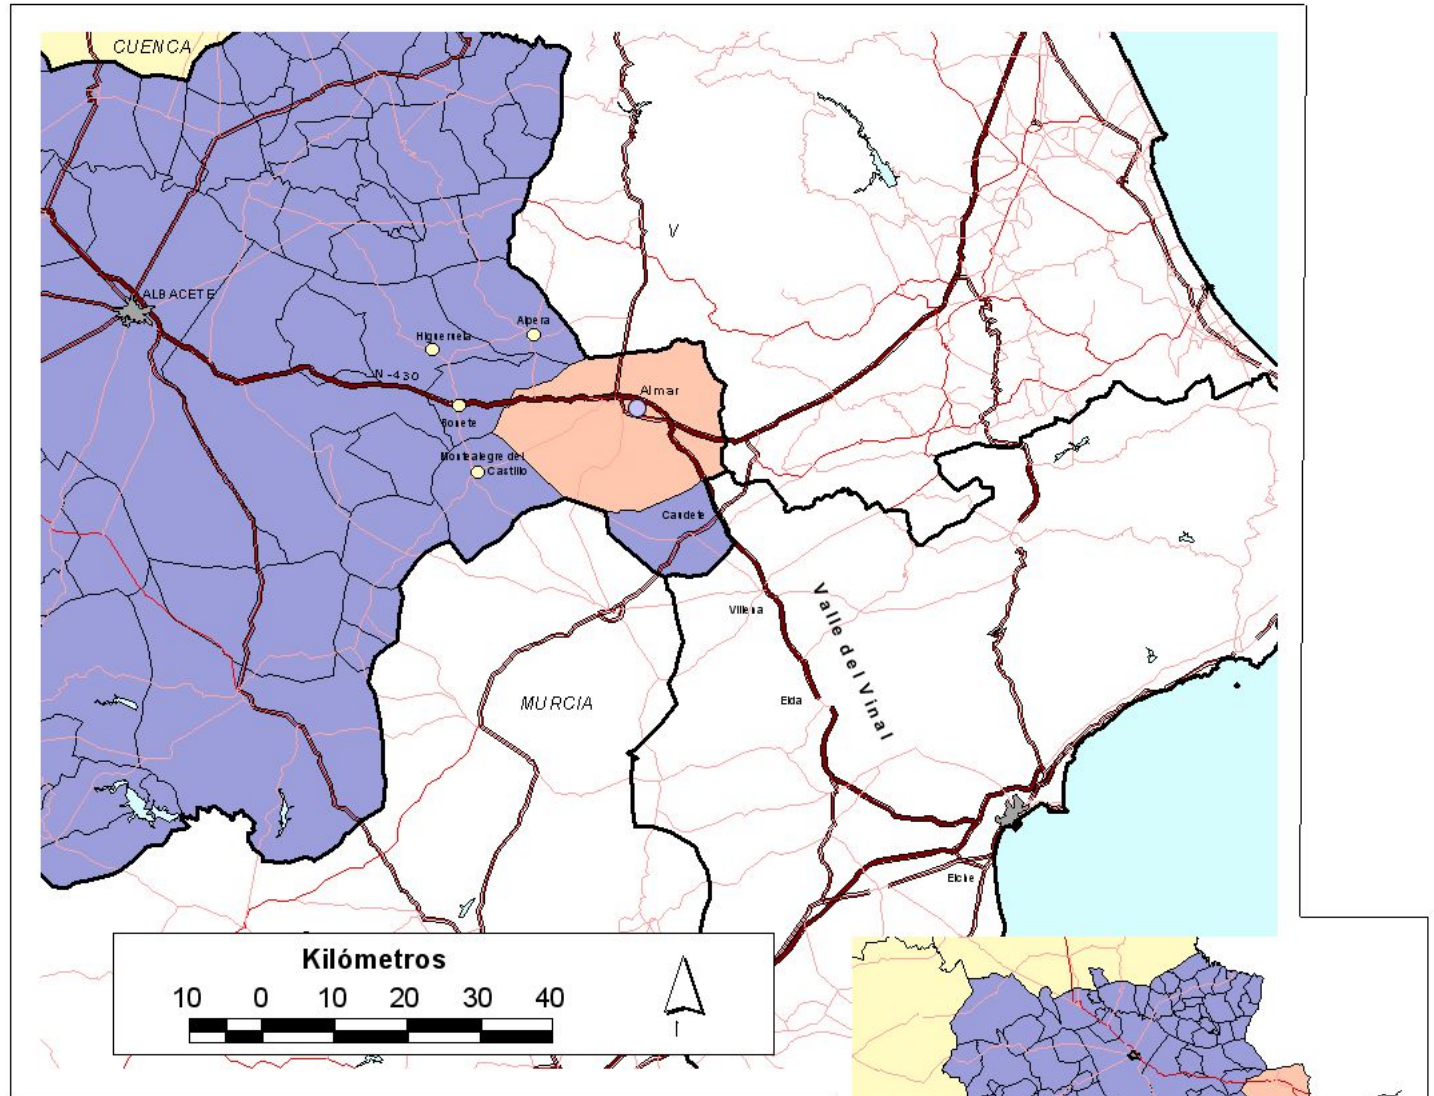 CUENCA
V
ALBACETE
Alpera
Higueruela
N-430
Almar
Bonete
Montealegre del
Castillo
Caudete
Villena
Valle del Vinal
Elda
MURCIA
Elche
Kilómetros
10 0 10 20 30 40